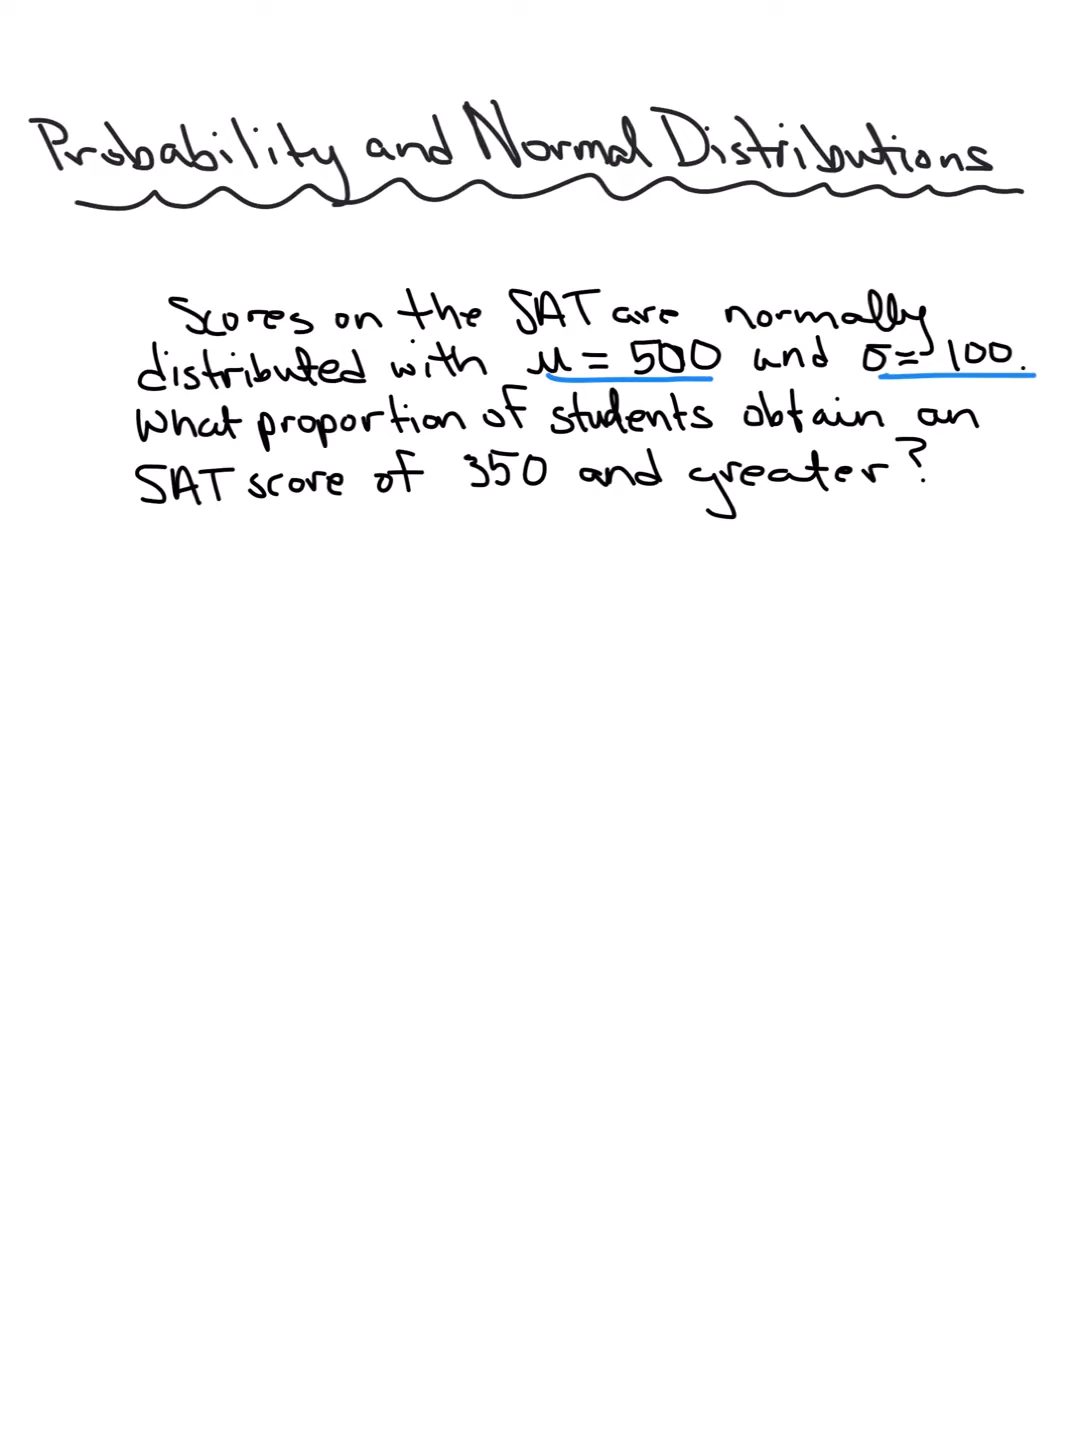 Probability and Normal Distributions
Scores on the SAT are normally
distributed with μ = 500 and σ = 100.
What proportion of students obtain an
SAT score of 350 and greater?